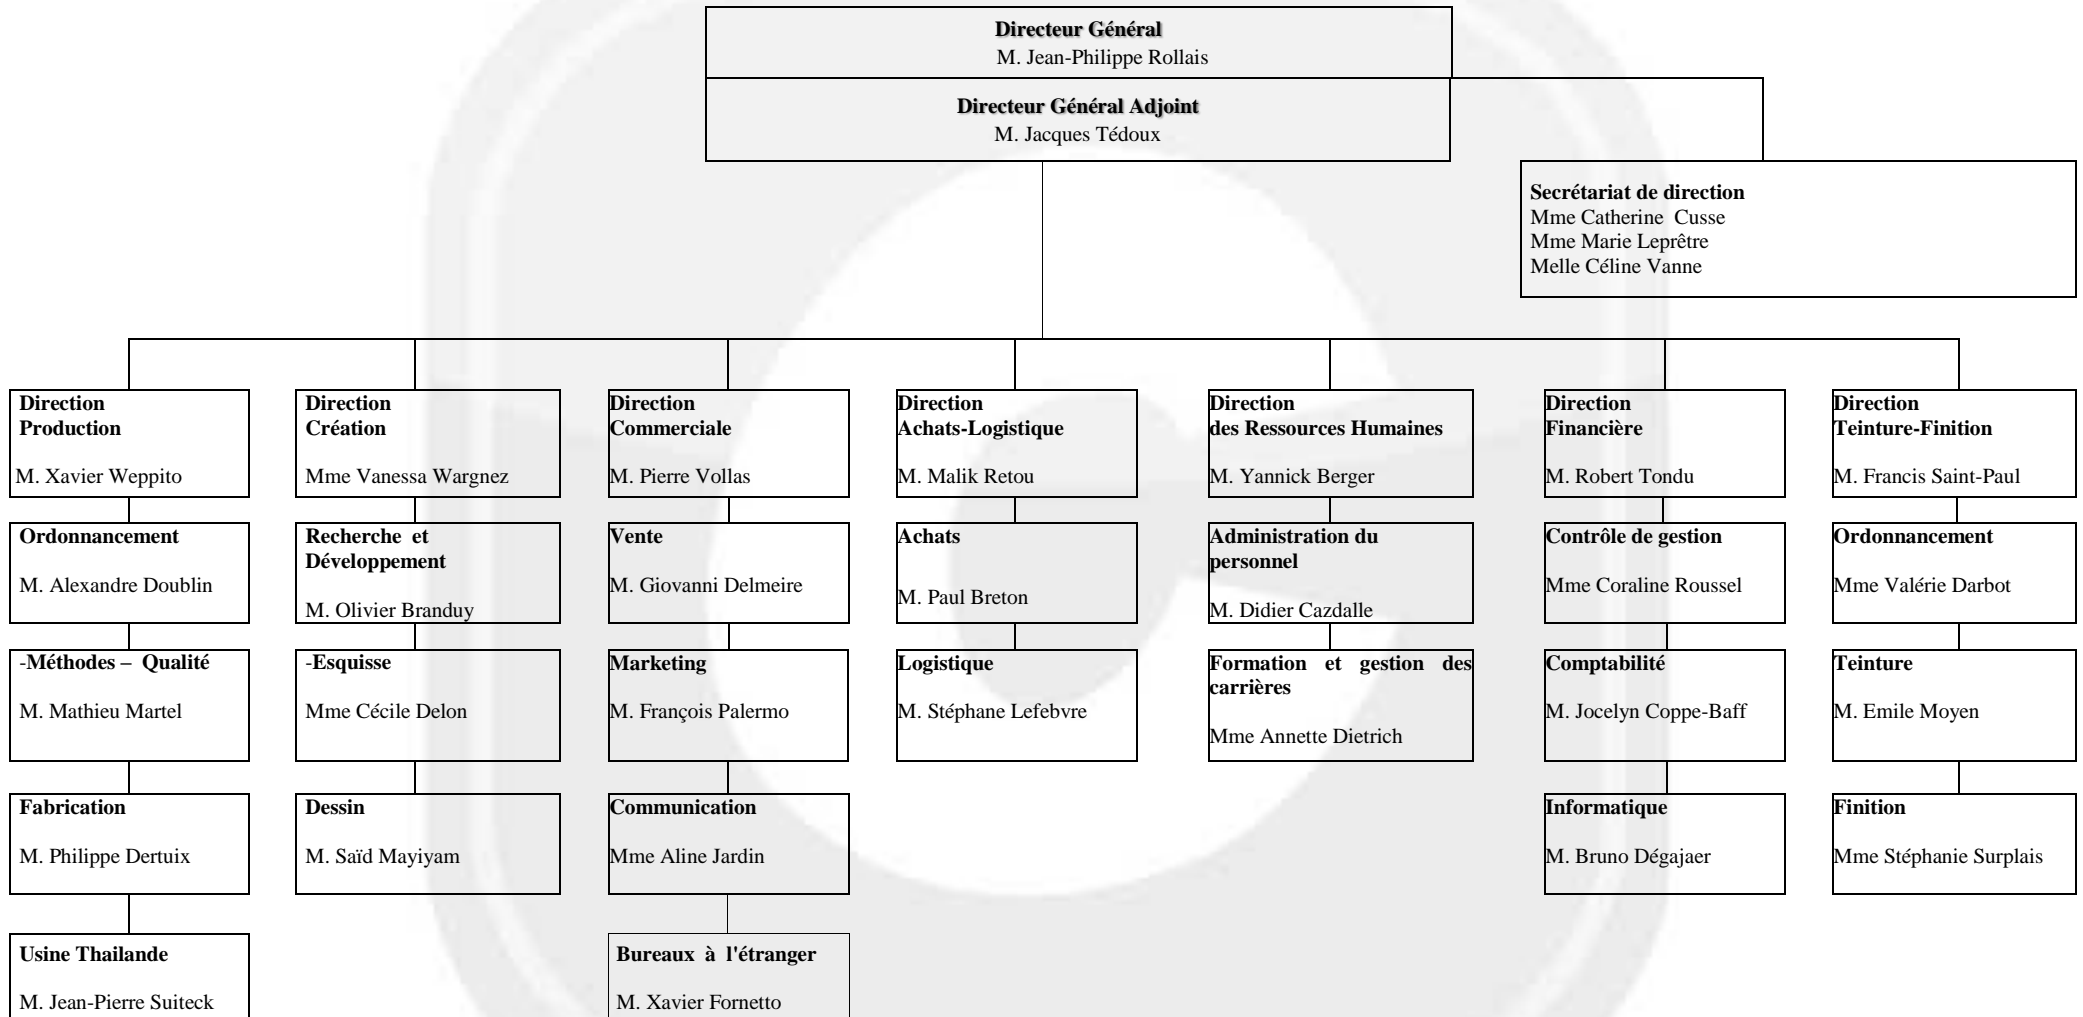 Directeur Général
M. Jean-Philippe Rollais
Directeur Général Adjoint
M. Jacques Tédoux
Secrétariat de direction
Mme Catherine Cusse
Mme Marie Leprêtre
Melle Céline Vanne
Direction
Production
M. Xavier Weppito
Direction
Création
Mme Vanessa Wargnez
Direction
Commerciale
M. Pierre Vollas
Direction
Achats-Logistique
M. Malik Retou
Direction
des Ressources Humaines
M. Yannick Berger
Direction
Financière
M. Robert Tondu
Direction
Teinture-Finition
M. Francis Saint-Paul
Ordonnancement
M. Alexandre Doublin
Recherche et
Développement
M. Olivier Branduy
Vente
M. Giovanni Delmeire
Achats
M. Paul Breton
Administration du
personnel
M. Didier Cazdalle
Contrôle de gestion
Mme Coraline Roussel
Ordonnancement
Mme Valérie Darbot
-Méthodes – Qualité
M. Mathieu Martel
-Esquisse
Mme Cécile Delon
Marketing
M. François Palermo
Logistique
M. Stéphane Lefebvre
Formation et gestion des
carrières
Mme Annette Dietrich
Comptabilité
M. Jocelyn Coppe-Baff
Teinture
M. Emile Moyen
Fabrication
M. Philippe Dertuix
Dessin
M. Saïd Mayiyam
Communication
Mme Aline Jardin
Informatique
M. Bruno Dégajaer
Finition
Mme Stéphanie Surplais
Usine Thailande
M. Jean-Pierre Suiteck
Bureaux à l'étranger
M. Xavier Fornetto